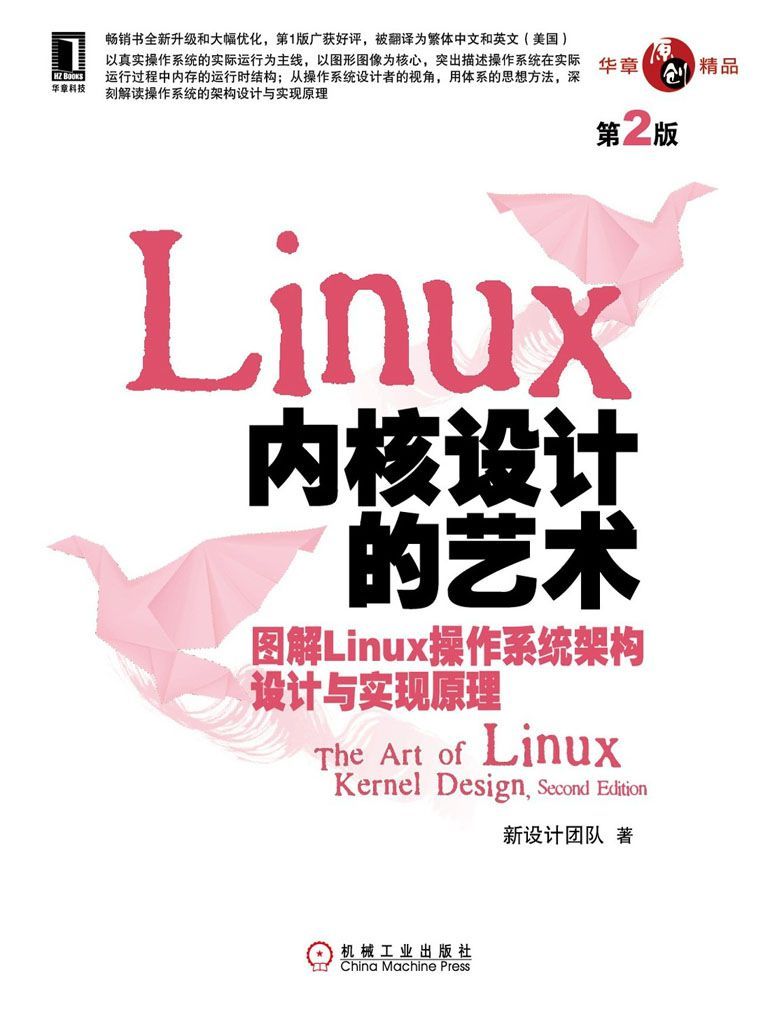 HZ Books
华章科技
畅销书全新升级和大幅优化，第1版广获好评，被翻译为繁体中文和英文（美国）
以真实操作系统的实际运行为主线，以图形图像为核心，突出描述操作系统在实际
运行过程中内存的运行时结构；从操作系统设计者的视角，用体系的思想方法，深
刻解读操作系统的架构设计与实现原理
华章 原创 精品
第2版
Linux
内核设计
的艺术
图解Linux操作系统架构
设计与实现原理
The Art of Linux
Kernel Design, Second Edition
新设计团队 著
机械工业出版社
China Machine Press